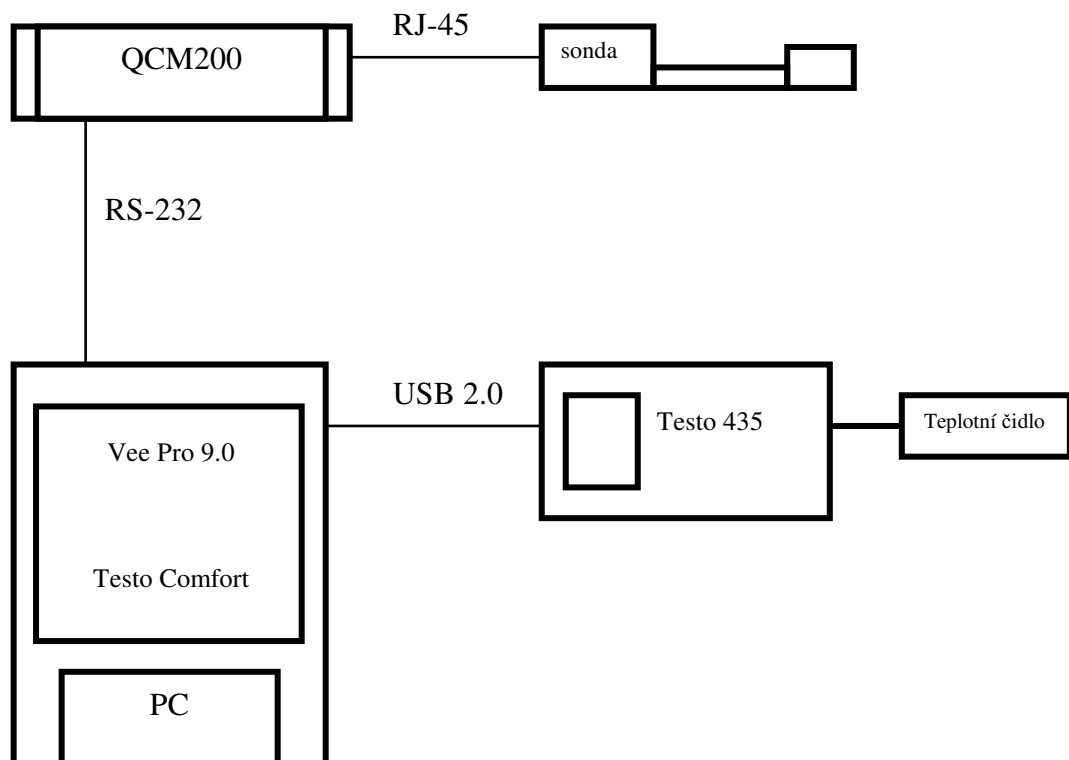 RJ-45
QCM200
sonda
RS-232
USB 2.0
Testo 435
Teplotní čidlo
Vee Pro 9.0
Testo Comfort
PC